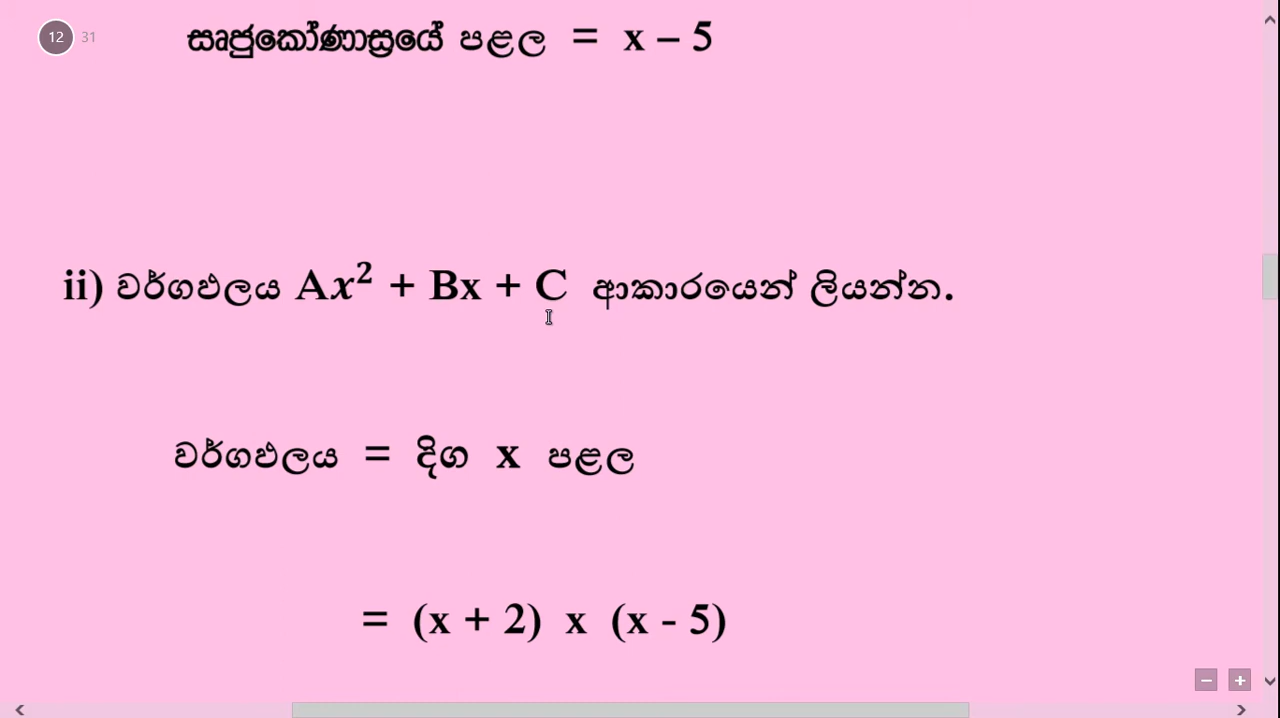 12 31
සෘජුකෝණාස්‍රයේ පළල = x – 5
ii) වර්ගඵලය Ax² + Bx + C ආකාරයෙන් ලියන්න.
වර්ගඵලය = දිග x පළල
= (x + 2) x (x - 5)